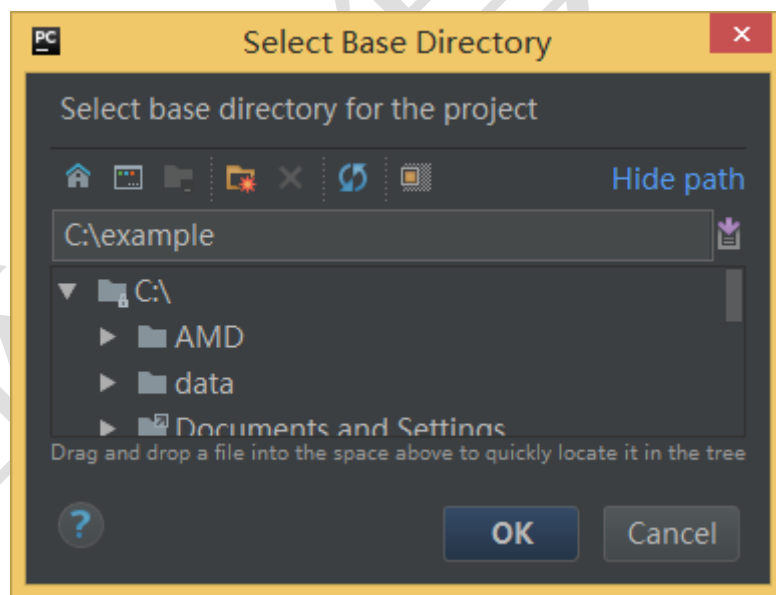 PC
Select Base Directory
Select base directory for the project
Hide path
C:\example
C:\
AMD
data
Documents and Settings
Drag and drop a file into the space above to quickly locate it in the tree
?
OK
Cancel